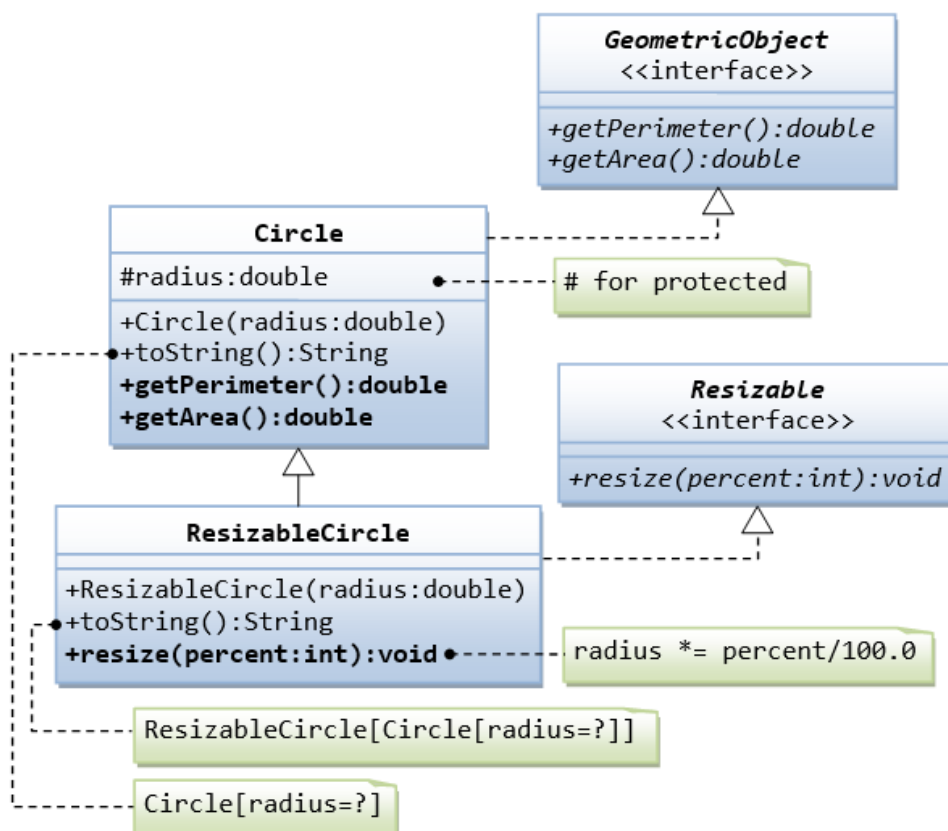 GeometricObject
<<interface>>
+getPerimeter():double
+getArea():double
Circle
#radius:double
# for protected
+Circle(radius:double)
+toString():String
+getPerimeter():double
+getArea():double
Resizable
<<interface>>
+resize(percent:int):void
ResizableCircle
+ResizableCircle(radius:double)
+toString():String
+resize(percent:int):void
radius *= percent/100.0
ResizableCircle[Circle[radius=?]]
Circle[radius=?]